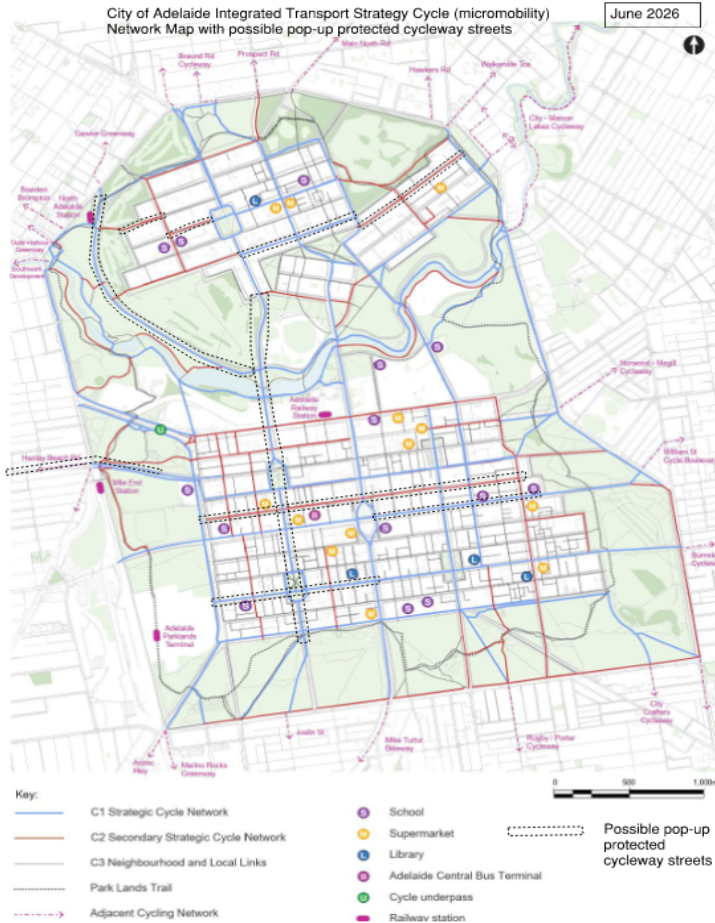 City of Adelaide Integrated Transport Strategy Cycle (micromobility)
Network Map with possible pop-up protected cycleway streets
June 2026
Braund Rd
Cycleway
Prospect Rd
Main North Rd
Hawkers Rd
Walkerville Tce
City - Mawson
Lakes Cycleway
Gawler Greenway
Bowden
Brompton
North
Adelaide
Station
Outer Harbour
Greenway
Southwark
Development
Norwood - Magill
Cycleway
Adelaide
Railway
Station
Henley Beach Rd
Mile End
Station
William St
Cycle Boulevard
Adelaide
Parklands
Terminal
Joslin St
Mike Turtur
Bikeway
Rugby / Porter
Cycleway
City
Cycleway
Marino Rocks
Greenway
Hwy
0 500 1,000m
Key:
C1 Strategic Cycle Network
C2 Secondary Strategic Cycle Network
C3 Neighbourhood and Local Links
Park Lands Trail
Adjacent Cycling Network
S School
M Supermarket
L Library
B Adelaide Central Bus Terminal
U Cycle underpass
Railway station
Possible pop-up
protected
cycleway streets